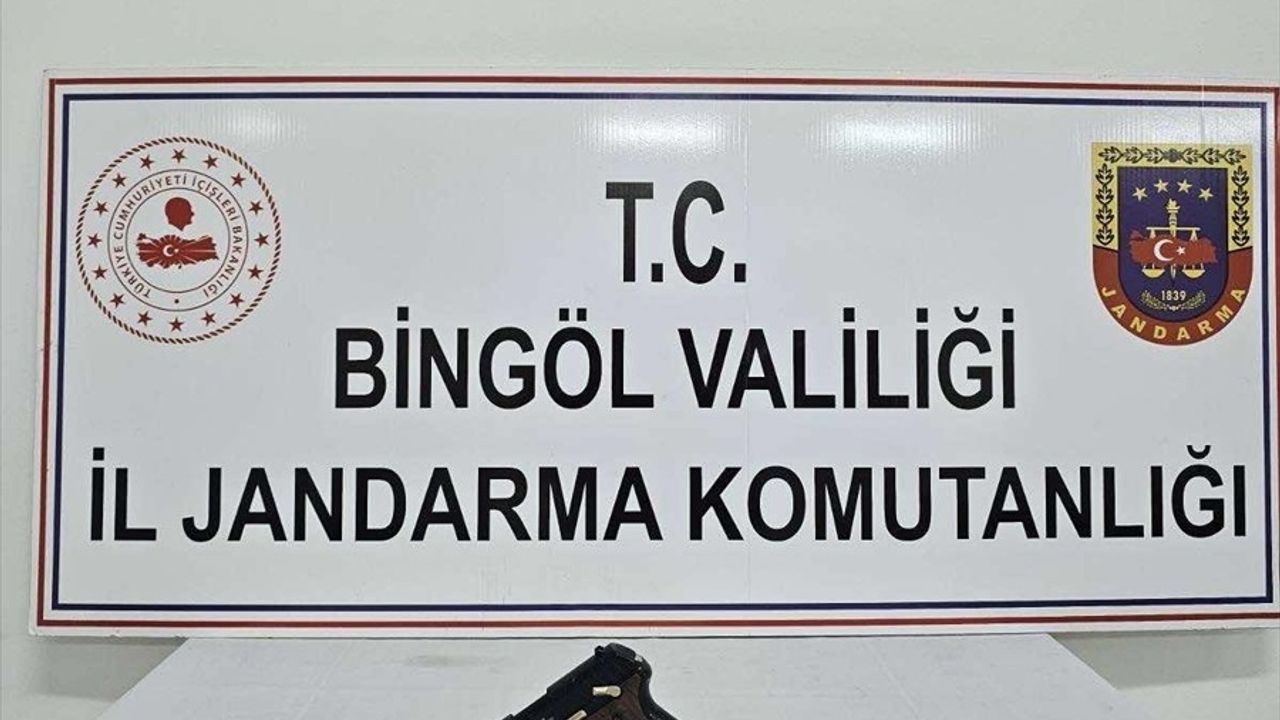 TÜRKİYE CUMHURİYETİ İÇİŞLERİ BAKANLIĞI
T.C.
BİNGÖL VALİLİĞİ
İL JANDARMA KOMUTANLIĞI
1839
JANDARMA